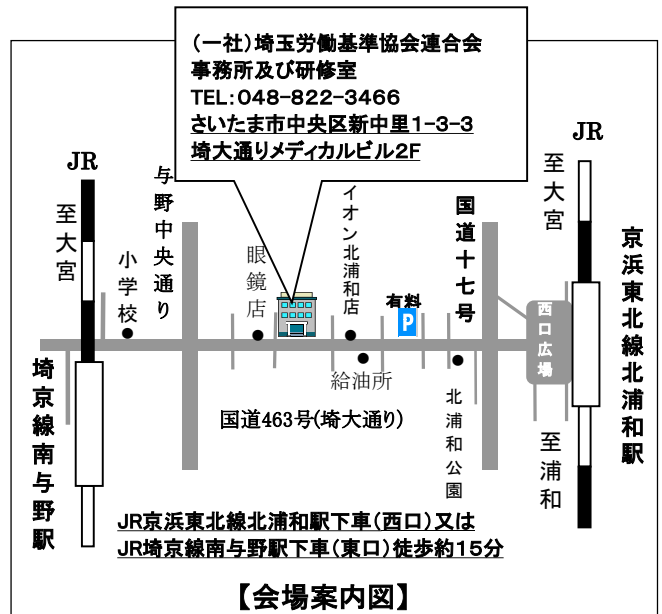 (一社)埼玉労働基準協会連合会
事務所及び研修室
TEL:048-822-3466
さいたま市中央区新中里1-3-3
埼大通りメディカルビル2F
JR
至大宮
小学校
与野中央通り
眼鏡店
イオン北浦和店
有料
P
国道十七号
JR
至大宮
西口広場
京浜東北線北浦和駅
埼京線南与野駅
給油所
国道463号(埼大通り)
北浦和公園
至浦和
JR京浜東北線北浦和駅下車(西口)又は
JR埼京線南与野駅下車(東口)徒歩約15分
【会場案内図】